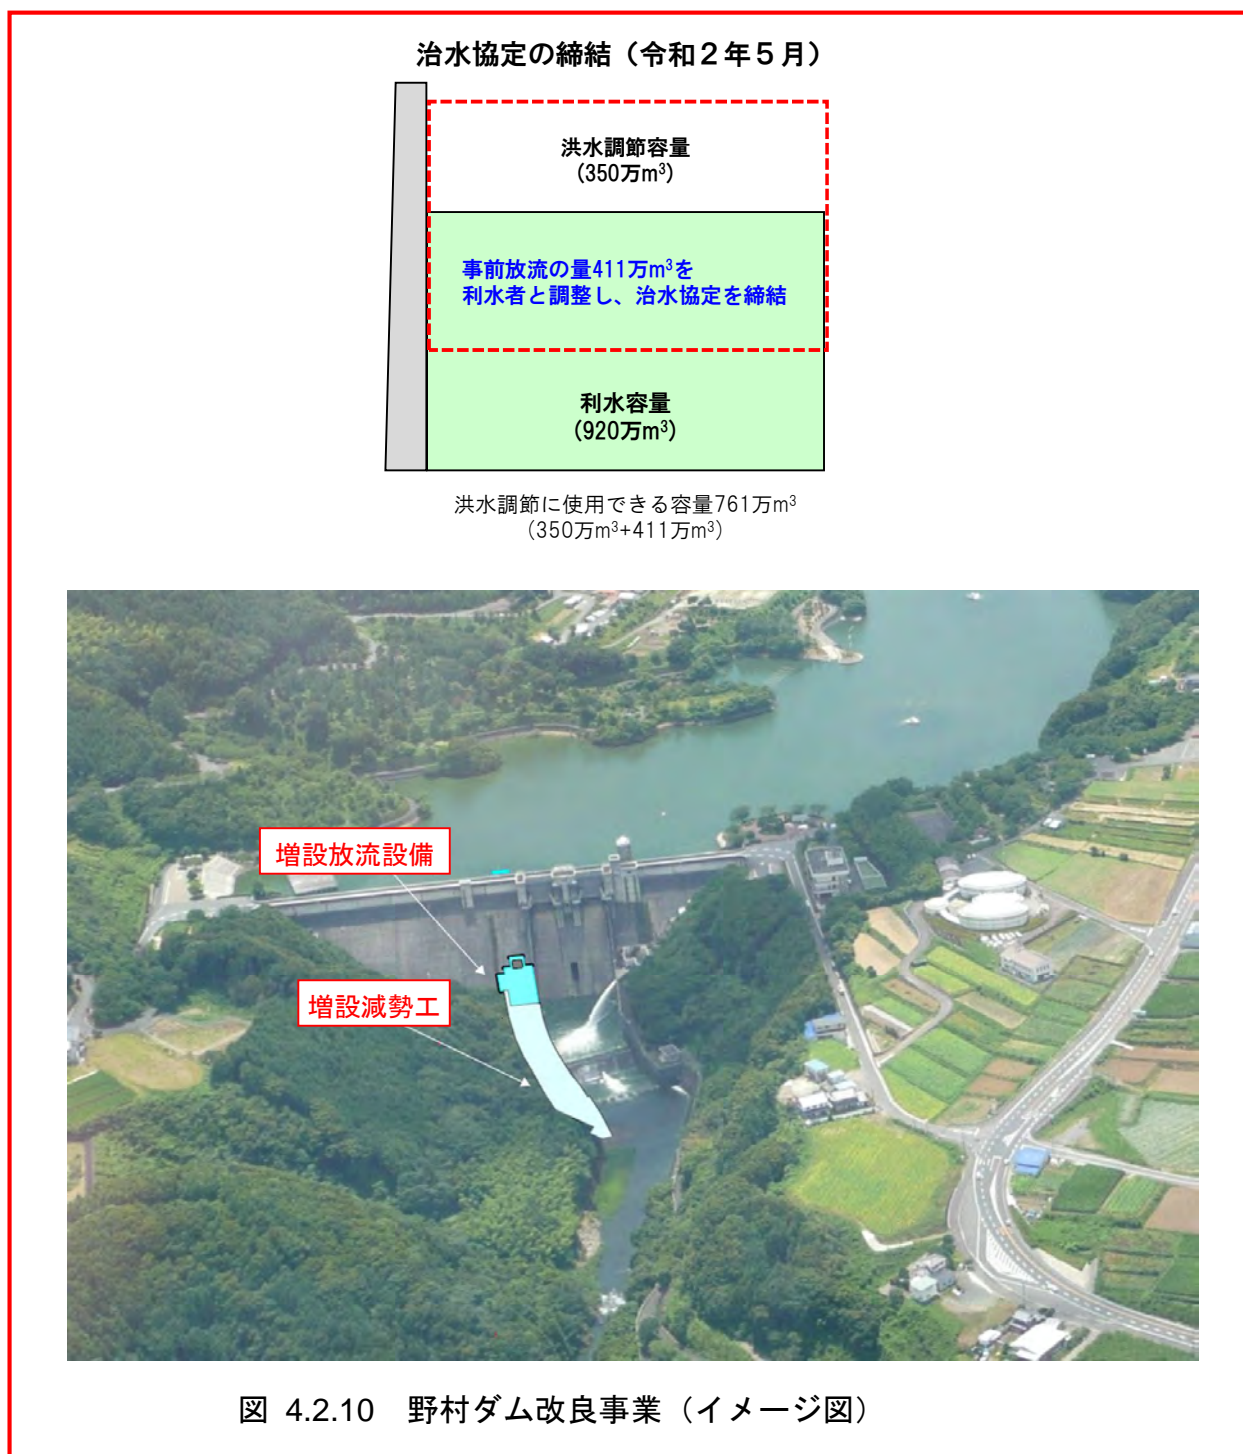 治水協定の締結（令和２年５月）
洪水調節容量
(350万m³)
事前放流の量411万m³を
利水者と調整し、治水協定を締結
利水容量
(920万m³)
洪水調節に使用できる容量761万m³
（350万m³+411万m³）
増設放流設備
増設減勢工
図 4.2.10　野村ダム改良事業（イメージ図）